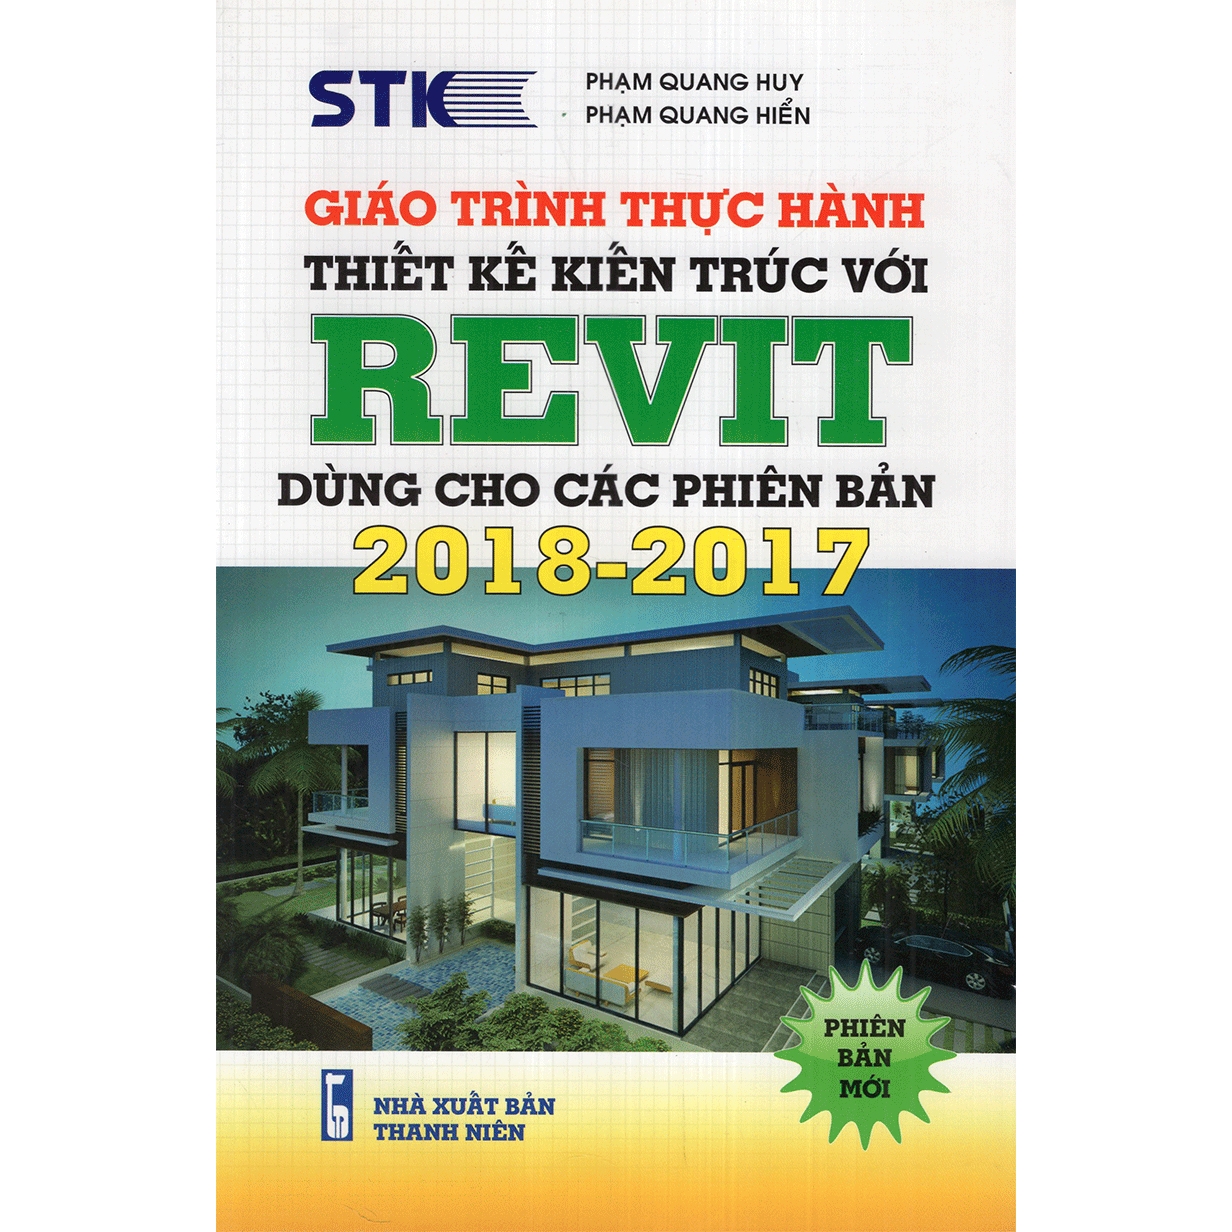 STK
PHẠM QUANG HUY
PHẠM QUANG HIỂN
GIÁO TRÌNH THỰC HÀNH
THIẾT KẾ KIẾN TRÚC VỚI
REVIT
DÙNG CHO CÁC PHIÊN BẢN
2018-2017
PHIÊN
BẢN
MỚI
NHÀ XUẤT BẢN
THANH NIÊN